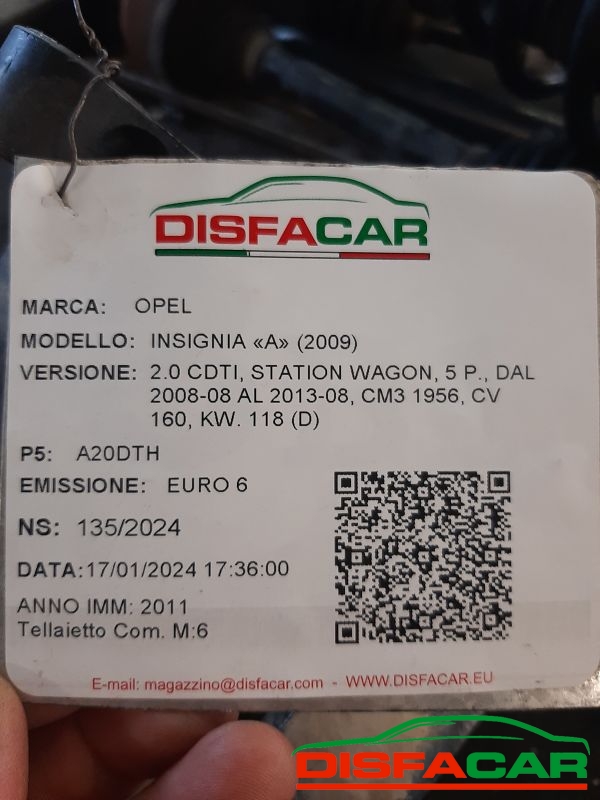 DISFACAR
MARCA: OPEL
MODELLO: INSIGNIA «A» (2009)
VERSIONE: 2.0 CDTI, STATION WAGON, 5 P., DAL
2008-08 AL 2013-08, CM3 1956, CV
160, KW. 118 (D)
P5: A20DTH
EMISSIONE: EURO 6
NS: 135/2024
DATA:17/01/2024 17:36:00
ANNO IMM: 2011
Tellaietto Com. M:6
E-mail: magazzino@disfacar.com - WWW.DISFACAR.EU
DISFACAR